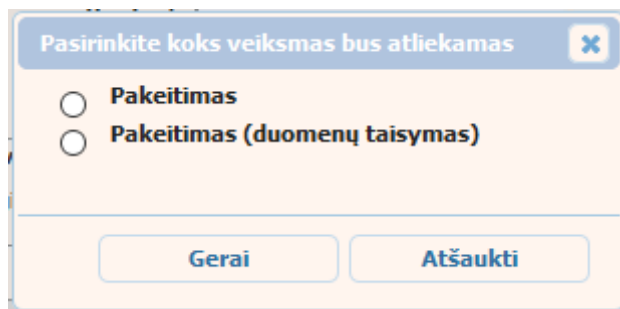 Pasirinkite koks veiksmas bus atliekamas
Pakeitimas
Pakeitimas (duomenų taisymas)
Gerai
Atšaukti